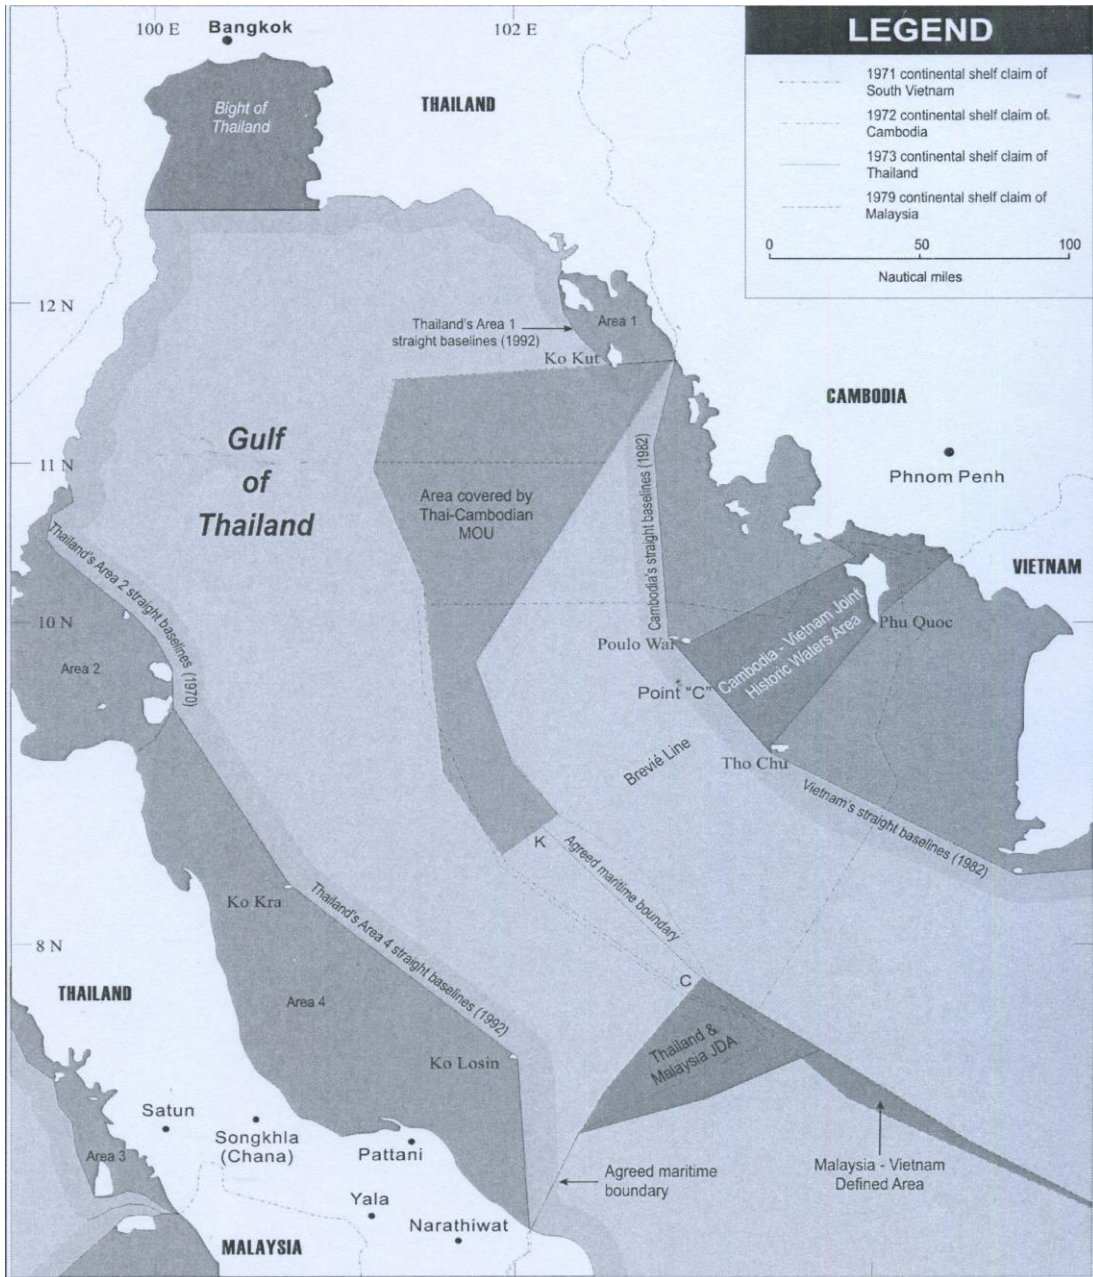 100 E
Bangkok
102 E
LEGEND
1971 continental shelf claim of
South Vietnam
1972 continental shelf claim of
Cambodia
1973 continental shelf claim of
Thailand
1979 continental shelf claim of
Malaysia
0 50 100
Nautical miles
Bight of
Thailand
THAILAND
12 N
Thailand's Area 1
straight baselines (1992)
Area 1
Ko Kut
CAMBODIA
Gulf
of
Thailand
11 N
Area covered by
Thai-Cambodian
MOU
Cambodia's straight baselines (1982)
Phnom Penh
VIETNAM
Thailand's Area 2 straight baselines (1970)
10 N
Area 2
Poulo Wai
Point "C"
Cambodia - Vietnam Joint
Historic Waters Area
Phu Quoc
Brevié Line
Tho Chu
Vietnam's straight baselines (1982)
K
Agreed maritime boundary
Ko Kra
Thailand's Area 4 straight baselines (1992)
8 N
C
THAILAND
Area 4
Thailand &
Malaysia JDA
Ko Losin
Satun
Songkhla
(Chana)
Pattani
Area 3
Agreed maritime
boundary
Malaysia - Vietnam
Defined Area
Yala
Narathiwat
MALAYSIA